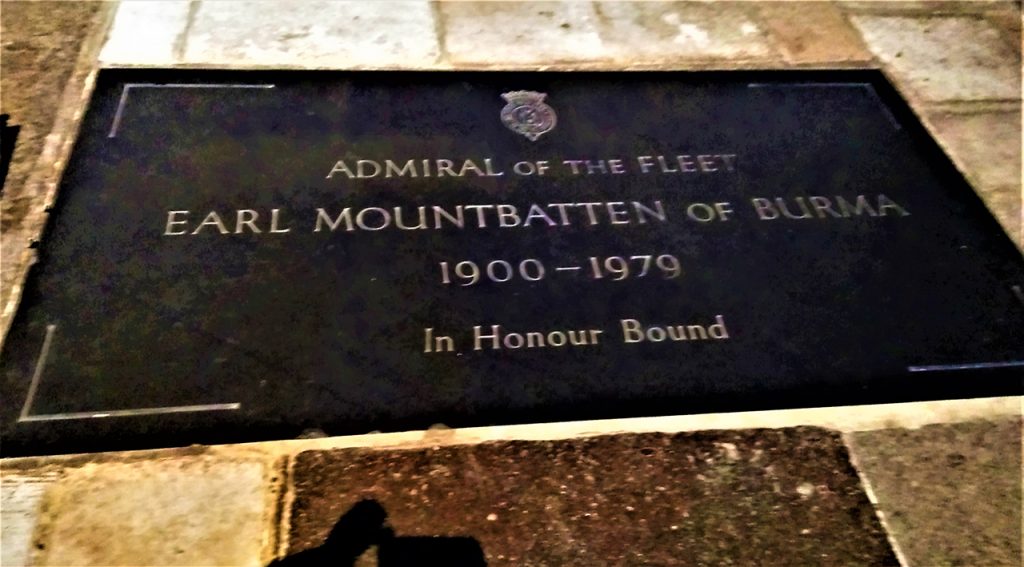 ADMIRAL OF THE FLEET
EARL MOUNTBATTEN OF BURMA
1900–1979
In Honour Bound